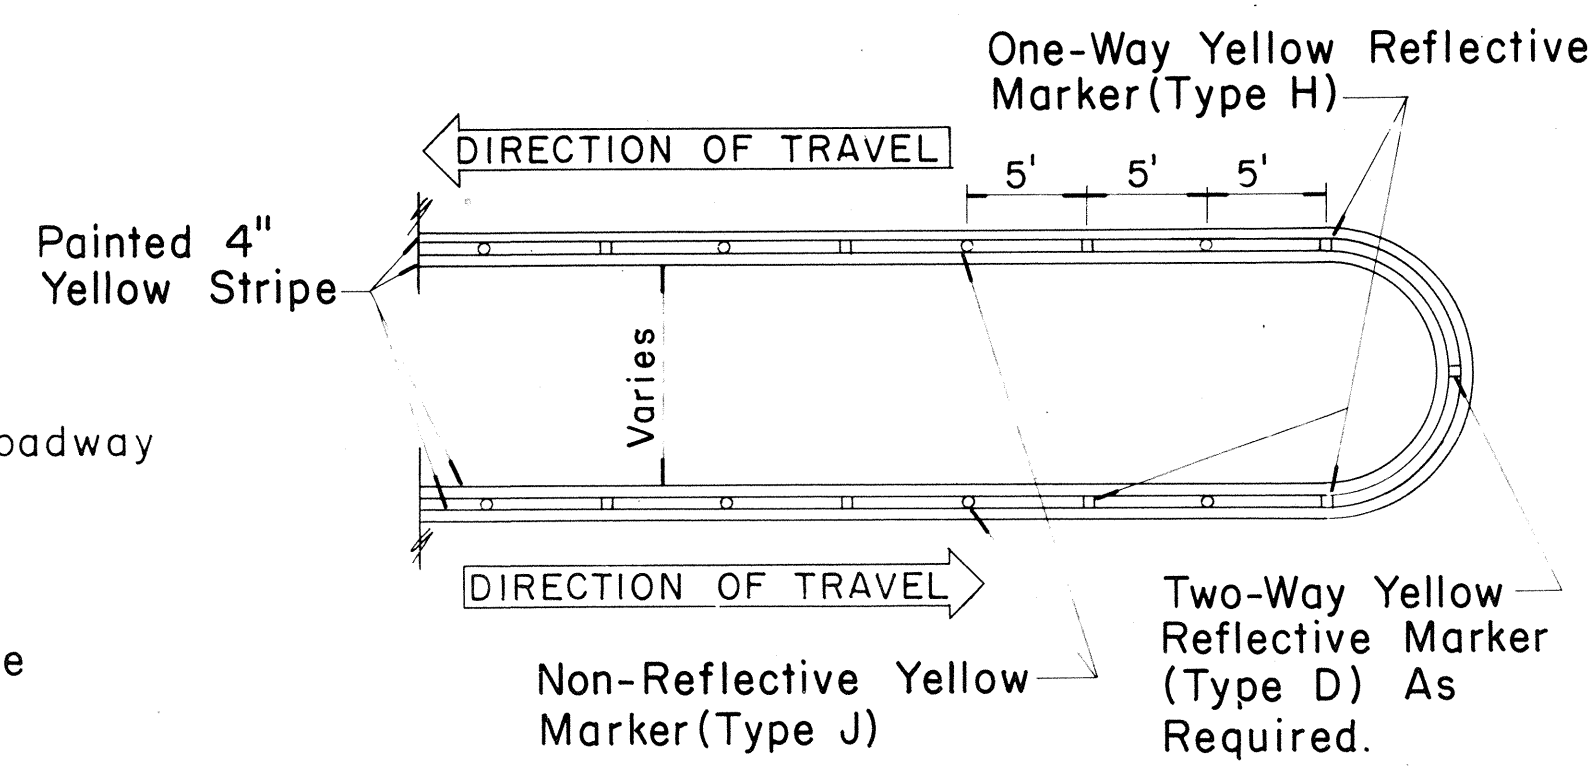 One-Way Yellow Reflective
Marker(Type H)
DIRECTION OF TRAVEL
5' 5' 5'
Painted 4"
Yellow Stripe
Varies
oadway
DIRECTION OF TRAVEL
Two-Way Yellow
Reflective Marker
(Type D) As
Required.
e
Non-Reflective Yellow
Marker(Type J)